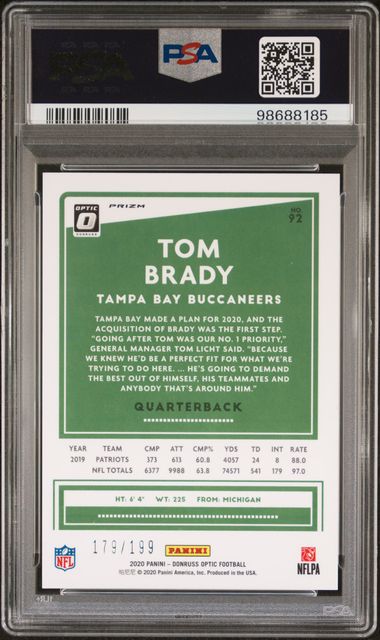 PSA
98688185
OPTIC
DONRUSS
PRIZM
NO.
92
TOM
BRADY
TAMPA BAY BUCCANEERS
TAMPA BAY MADE A PLAN FOR 2020, AND THE
ACQUISITION OF BRADY WAS THE FIRST STEP.
"GOING AFTER TOM WAS OUR NO. 1 PRIORITY,"
GENERAL MANAGER TOM LICHT SAID. "BECAUSE
WE KNEW HE'D BE A PERFECT FIT FOR WHAT WE'RE
TRYING TO DO HERE. ... HE'S GOING TO DEMAND
THE BEST OUT OF HIMSELF, HIS TEAMMATES AND
ANYBODY THAT'S AROUND HIM."
QUARTERBACK
YEAR TEAM CMP ATT CMP% YDS TD INT RATE
2019 PATRIOTS 373 613 60.8 4057 24 8 88.0
NFL TOTALS 6377 9988 63.8 74571 541 179 97.0
HT: 6' 4" WT: 225 FROM: MICHIGAN
179/199
PANINI
NFL
NFLPA
2020 PANINI - DONRUSS OPTIC FOOTBALL
帕尼尼 © 2020 Panini America, Inc. Produced in the USA.